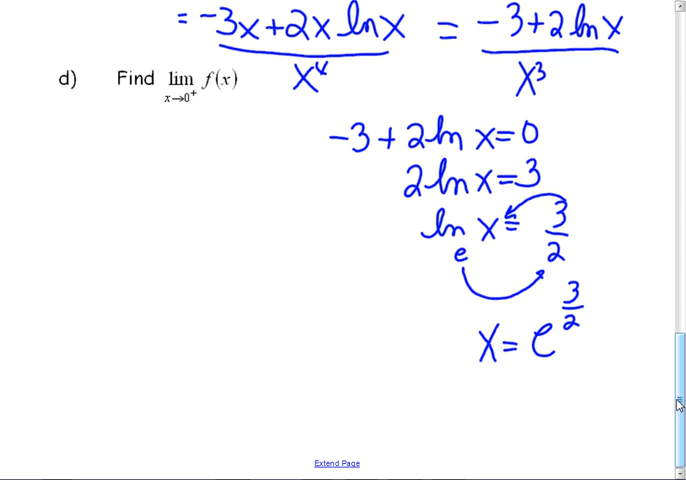 = -3x+2x ln x / x⁴ = -3+2 ln x / x³
d) Find lim x→0⁺ f(x)
-3+2 ln x=0
2 ln x=3
ln x = 3/2
e
x= e^(3/2)
Extend Page